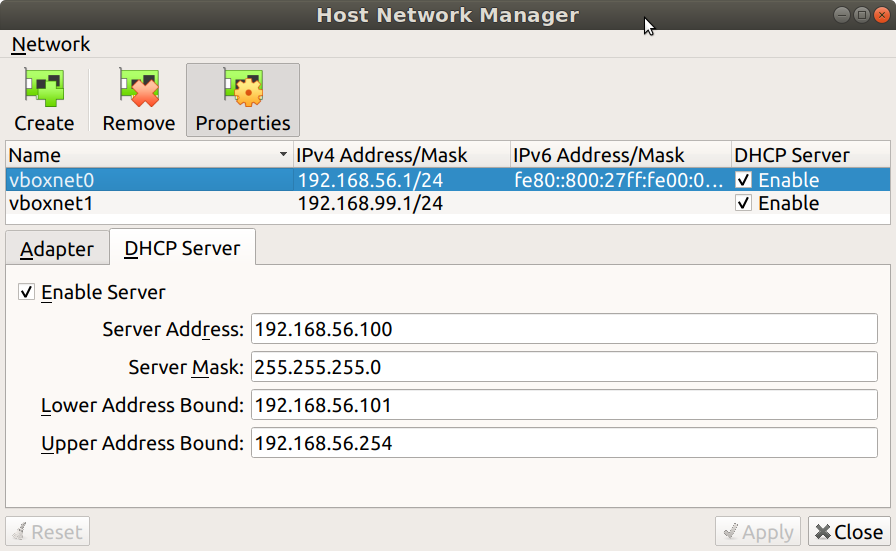 Host Network Manager
Network
Create Remove Properties
Name IPv4 Address/Mask IPv6 Address/Mask DHCP Server
vboxnet0 192.168.56.1/24 fe80::800:27ff:fe00:0... Enable
vboxnet1 192.168.99.1/24 Enable
Adapter DHCP Server
Enable Server
Server Address: 192.168.56.100
Server Mask: 255.255.255.0
Lower Address Bound: 192.168.56.101
Upper Address Bound: 192.168.56.254
Reset Apply Close